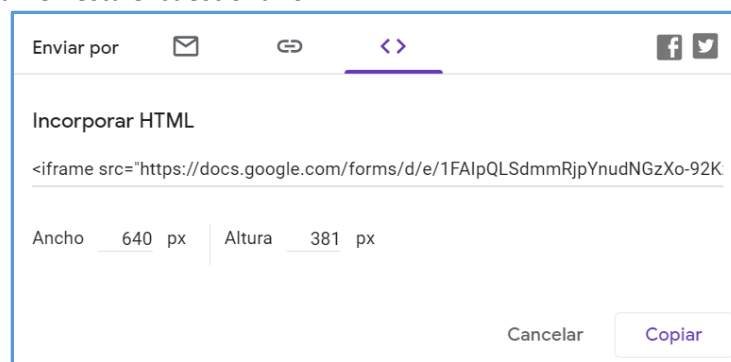 Enviar por
Incorporar HTML
<iframe src="https://docs.google.com/forms/d/e/1FAIpQLSdmmRjpYnudNGzXo-92K
Ancho 640 px Altura 381 px
Cancelar Copiar